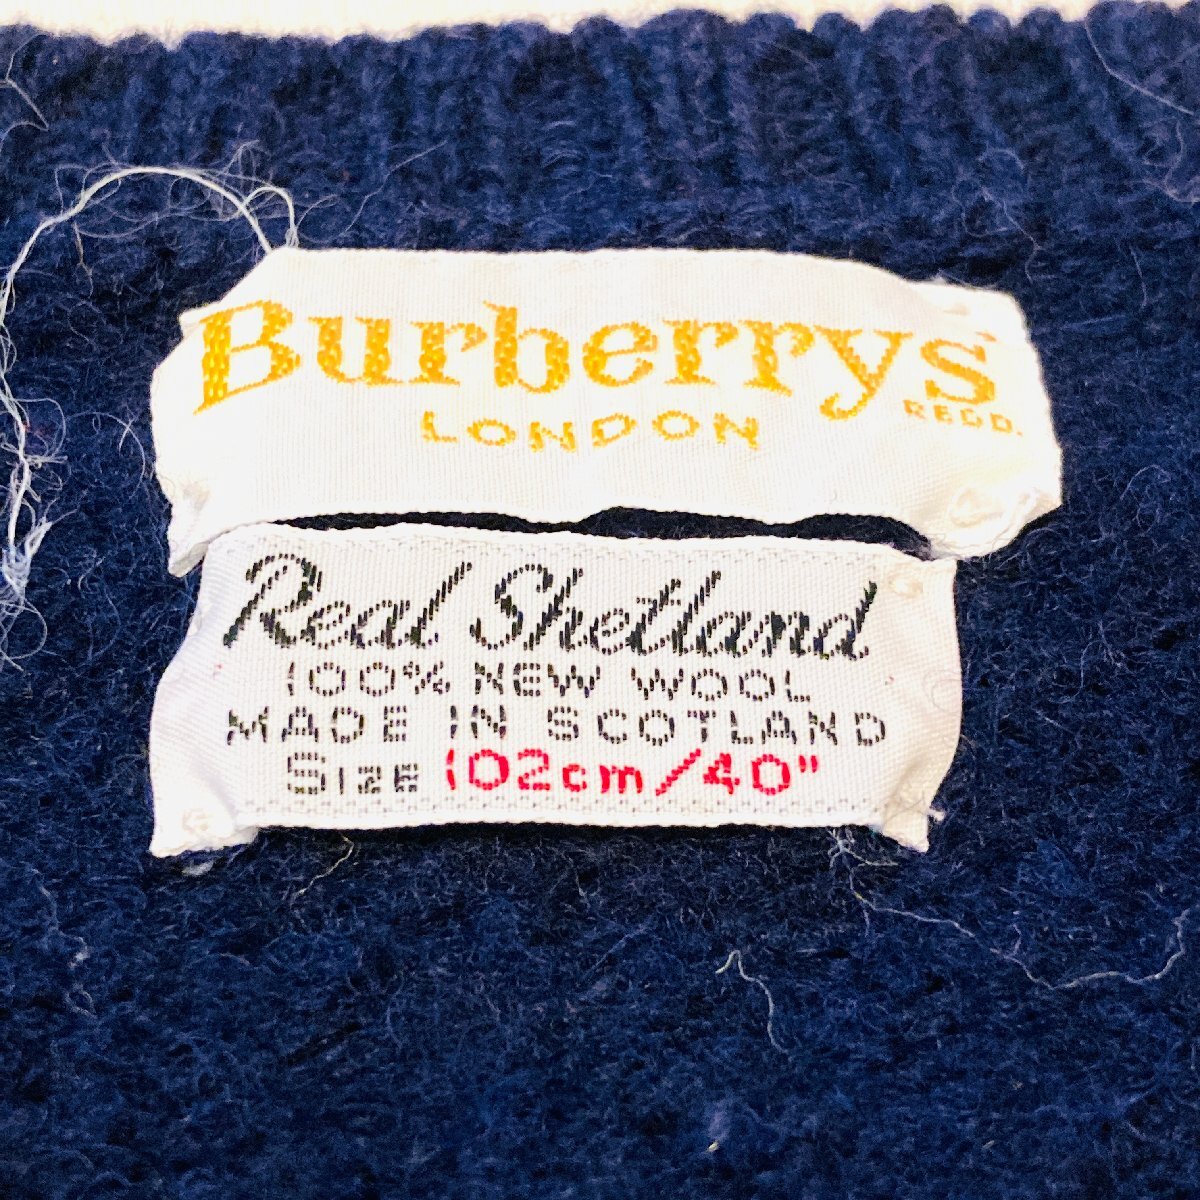 Burberrys'
REGD.
LONDON
Real Shetland
100% NEW WOOL
MADE IN SCOTLAND
SIZE 102cm/40"